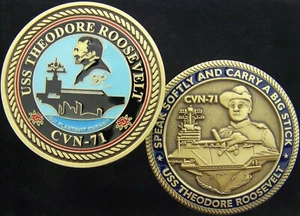 USS THEODORE ROOSEVELT
CVN-71
SPEAK SOFTLY AND CARRY A BIG STICK
CVN-71
USS THEODORE ROOSEVELT